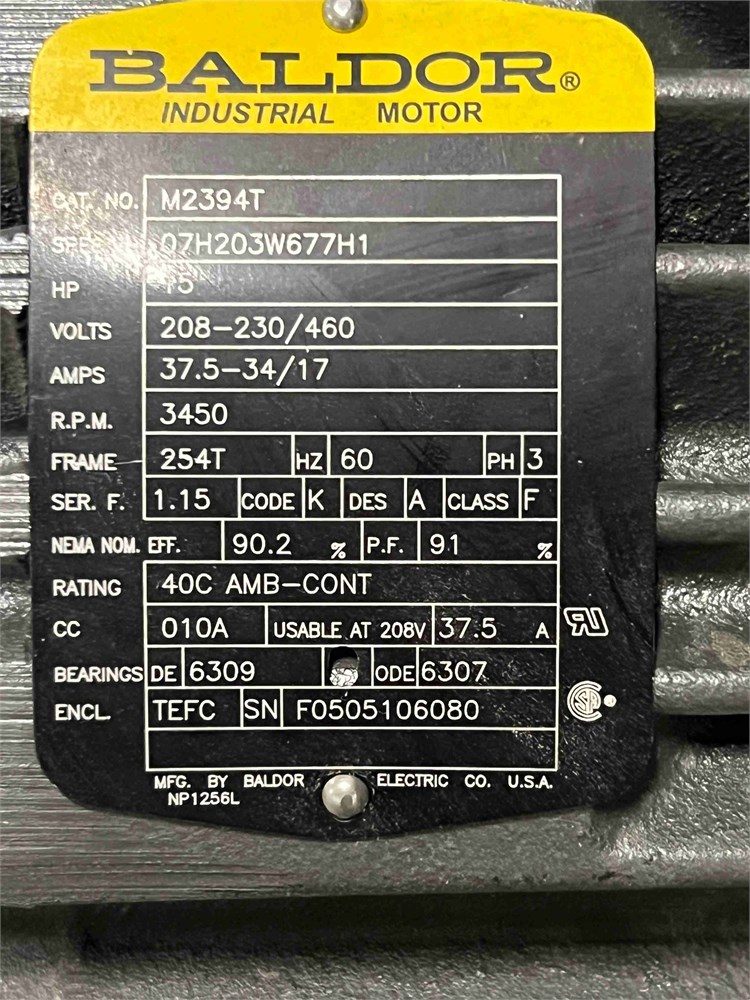 BALDOR®
INDUSTRIAL MOTOR
CAT. NO. M2394T
SPEC. 07H203W677H1
HP 15
VOLTS 208-230/460
AMPS 37.5-34/17
R.P.M. 3450
FRAME 254T HZ 60 PH 3
SER. F. 1.15 CODE K DES A CLASS F
NEMA NOM. EFF. 90.2 % P.F. 91 %
RATING 40C AMB-CONT
CC 010A USABLE AT 208V 37.5 A
BEARINGS DE 6309 ODE 6307
ENCL. TEFC SN F0505106080
MFG. BY BALDOR ELECTRIC CO. U.S.A.
NP1256L